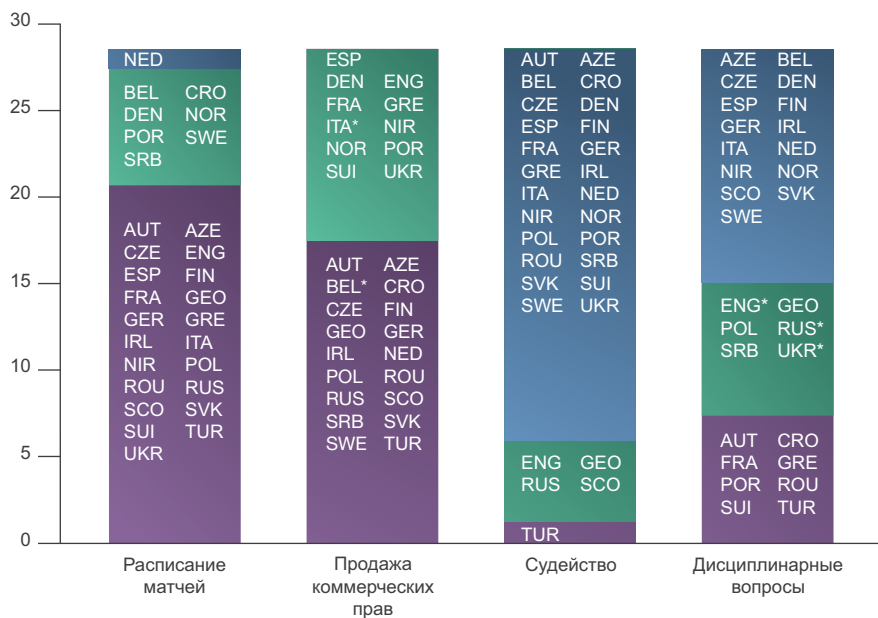 30
25
20
15
10
5
0
NED
BEL CRO
DEN NOR
POR SWE
SRB
AUT AZE
CZE ENG
ESP FIN
FRA GEO
GER GRE
IRL ITA
NIR POL
ROU RUS
SCO SVK
SUI TUR
UKR
Расписание
матчей
ESP
DEN ENG
FRA GRE
ITA* NIR
NOR POR
SUI UKR
AUT AZE
BEL* CRO
CZE FIN
GEO GER
IRL NED
POL ROU
RUS SCO
SRB SVK
SWE TUR
Продажа
коммерческих
прав
AUT AZE
BEL CRO
CZE DEN
ESP FIN
FRA GER
GRE IRL
ITA NED
NIR NOR
POL POR
ROU SRB
SVK SUI
SWE UKR
ENG GEO
RUS SCO
TUR
Судейство
AZE BEL
CZE DEN
ESP FIN
GER IRL
ITA NED
NIR NOR
SCO SVK
SWE
ENG* GEO
POL RUS*
SRB UKR*
AUT CRO
FRA GRE
POR ROU
SUI TUR
Дисциплинарные
вопросы